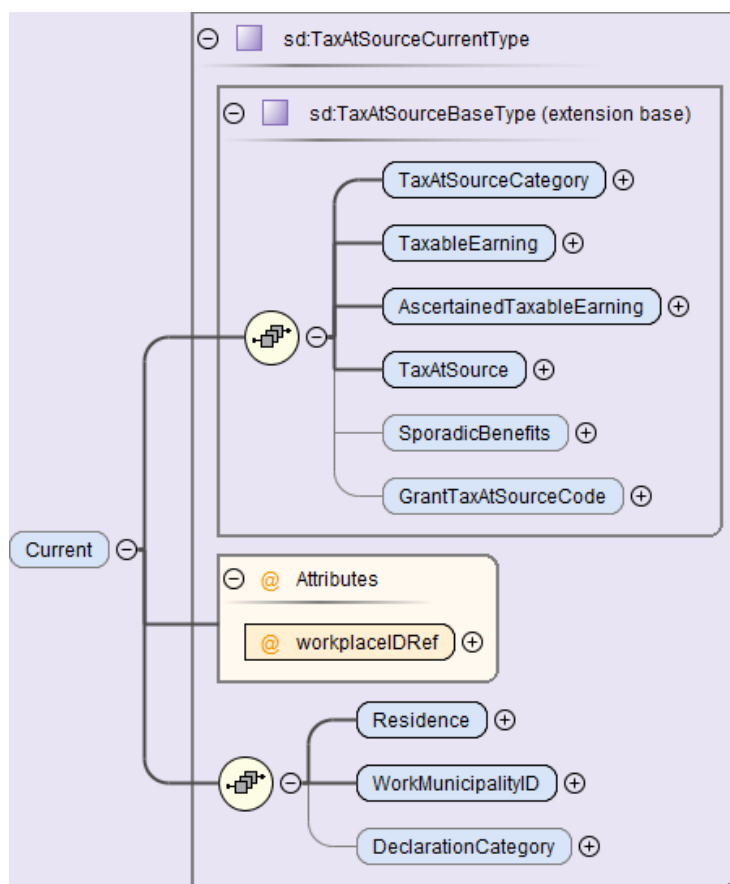 sd:TaxAtSourceCurrentType
sd:TaxAtSourceBaseType (extension base)
TaxAtSourceCategory
TaxableEarning
AscertainedTaxableEarning
TaxAtSource
SporadicBenefits
GrantTaxAtSourceCode
Current
@ Attributes
@ workplaceIDRef
Residence
WorkMunicipalityID
DeclarationCategory